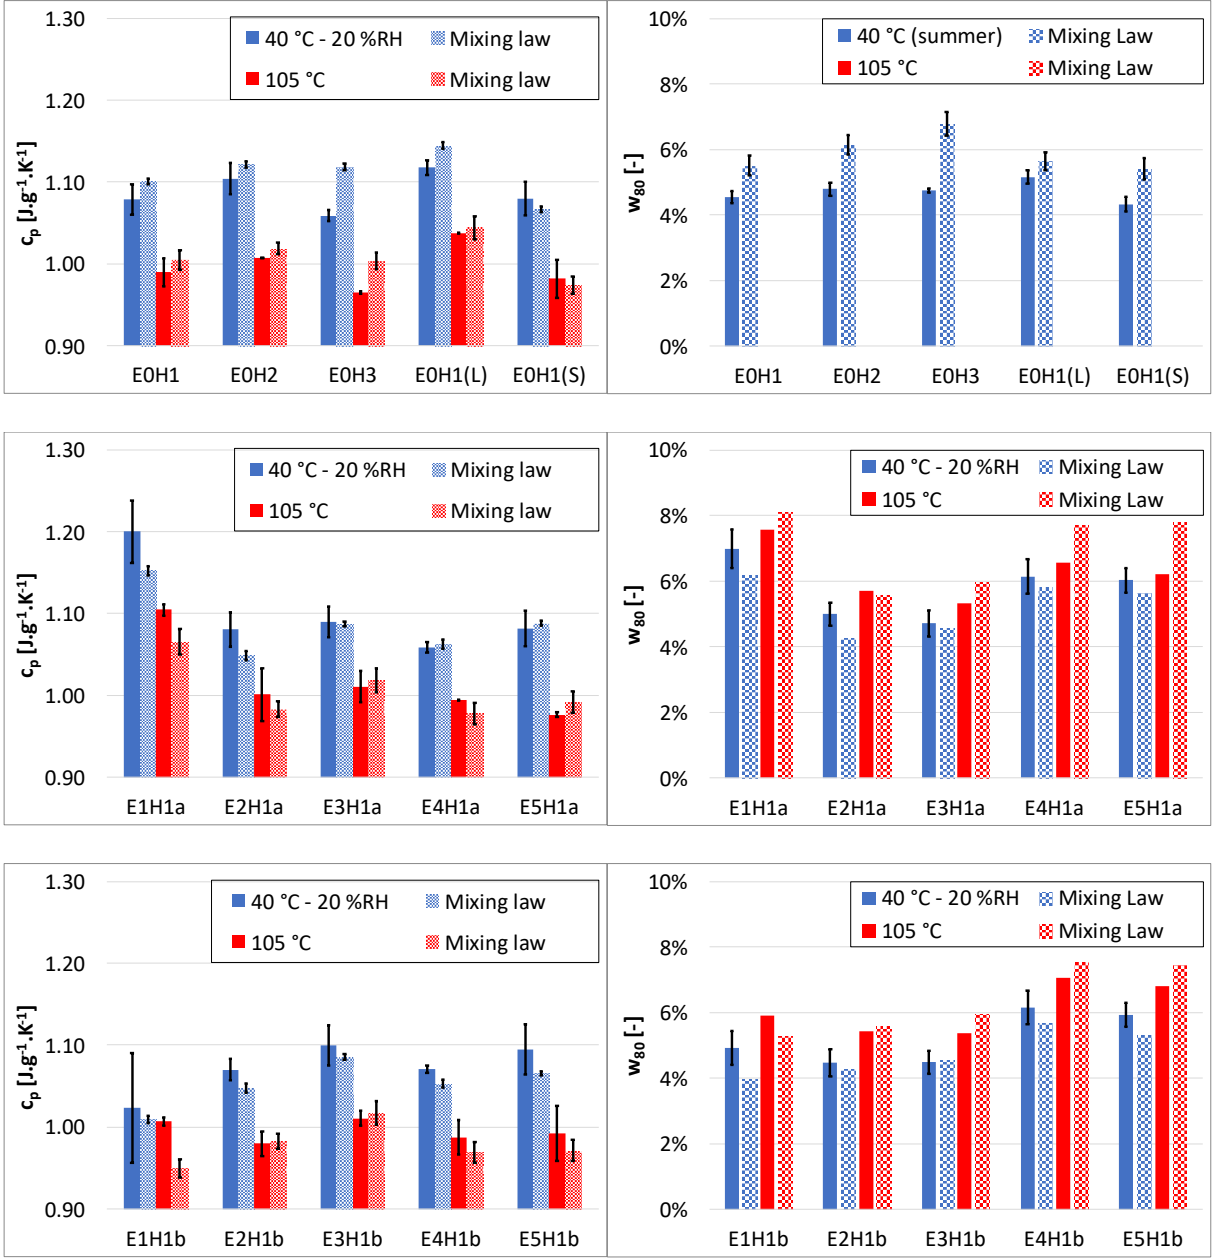 1.30
1.20
1.10
1.00
0.90
cp [J.g-1.K-1]
40 °C - 20 %RH Mixing law
105 °C Mixing law
E0H1 E0H2 E0H3 E0H1(L) E0H1(S)
10%
8%
6%
4%
2%
0%
w80 [-]
40 °C (summer) Mixing Law
105 °C Mixing Law
E0H1 E0H2 E0H3 E0H1(L) E0H1(S)
1.30
1.20
1.10
1.00
0.90
cp [J.g-1.K-1]
40 °C - 20 %RH Mixing law
105 °C Mixing law
E1H1a E2H1a E3H1a E4H1a E5H1a
10%
8%
6%
4%
2%
0%
w80 [-]
40 °C - 20 %RH Mixing Law
105 °C Mixing Law
E1H1a E2H1a E3H1a E4H1a E5H1a
1.30
1.20
1.10
1.00
0.90
cp [J.g-1.K-1]
40 °C - 20 %RH Mixing law
105 °C Mixing law
E1H1b E2H1b E3H1b E4H1b E5H1b
10%
8%
6%
4%
2%
0%
w80 [-]
40 °C - 20 %RH Mixing Law
105 °C Mixing Law
E1H1b E2H1b E3H1b E4H1b E5H1b